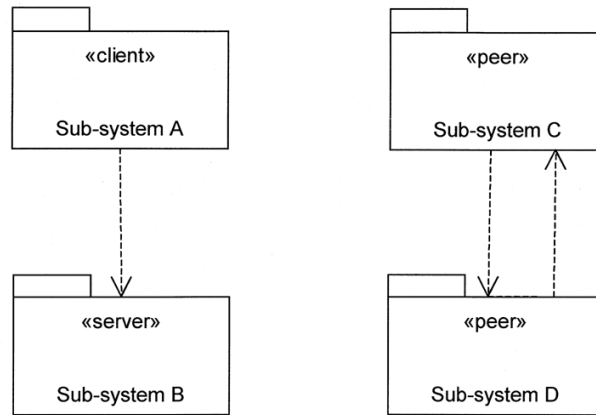 «client»
Sub-system A
«peer»
Sub-system C
«server»
Sub-system B
«peer»
Sub-system D